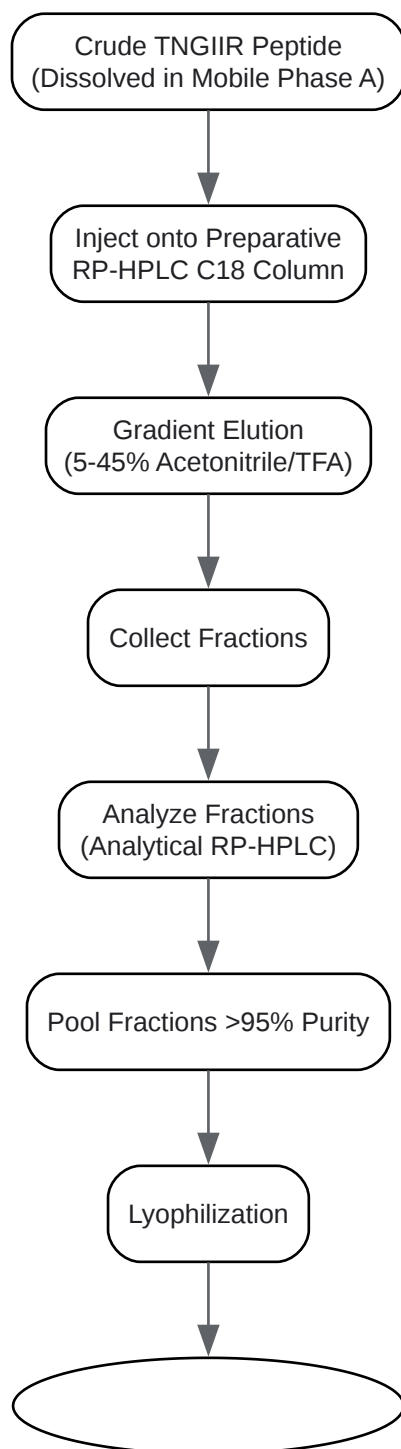 Crude TNGIIR Peptide
(Dissolved in Mobile Phase A)
Inject onto Preparative
RP-HPLC C18 Column
Gradient Elution
(5-45% Acetonitrile/TFA)
Collect Fractions
Analyze Fractions
(Analytical RP-HPLC)
Pool Fractions >95% Purity
Lyophilization